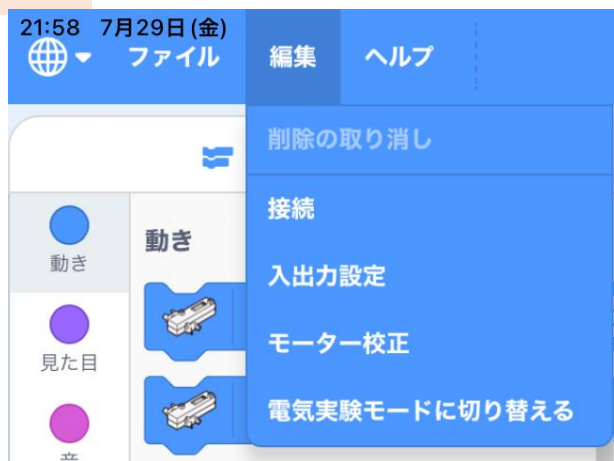 21:58 7月29日(金)
ファイル 編集 ヘルプ
削除の取り消し
接続
入出力設定
モーター校正
電気実験モードに切り替える
動き
動き
見た目